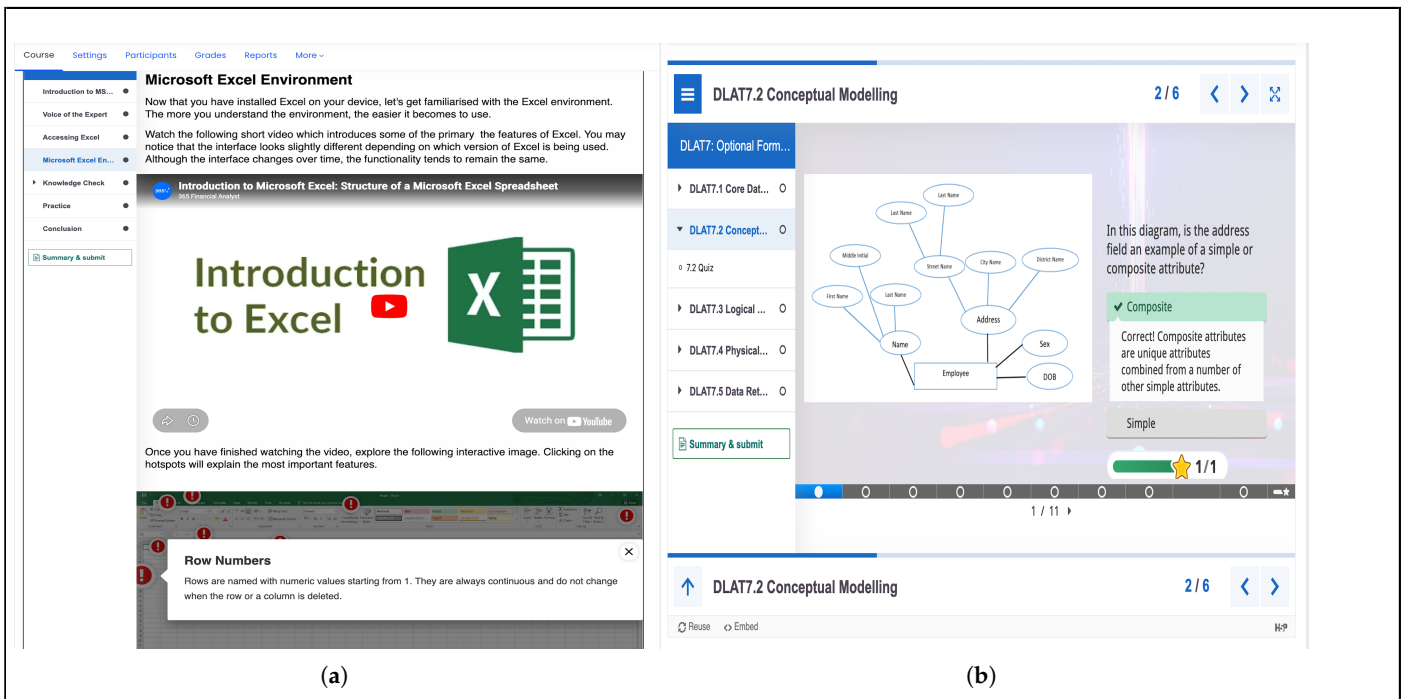 Course Settings Participants Grades Reports More
Introduction to MS...
Voice of the Expert
Accessing Excel
Microsoft Excel En...
Knowledge Check
Practice
Conclusion
Summary & submit
Microsoft Excel Environment
Now that you have installed Excel on your device, let's get familiarised with the Excel environment.
The more you understand the environment, the easier it becomes to use.
Watch the following short video which introduces some of the primary the features of Excel. You may
notice that the interface looks slightly different depending on which version of Excel is being used.
Although the interface changes over time, the functionality tends to remain the same.
365
Introduction to Microsoft Excel: Structure of a Microsoft Excel Spreadsheet
365 Financial Analyst
Introduction
to Excel
X
Watch on YouTube
Once you have finished watching the video, explore the following interactive image. Clicking on the
hotspots will explain the most important features.
Row Numbers
Rows are named with numeric values starting from 1. They are always continuous and do not change
when the row or a column is deleted.
(a)
DLAT7.2 Conceptual Modelling
2 / 6
DLAT7: Optional Form...
DLAT7.1 Core Dat...
DLAT7.2 Concept...
7.2 Quiz
DLAT7.3 Logical ...
DLAT7.4 Physical...
DLAT7.5 Data Ret...
Summary & submit
Last Name
Last Name
Middle Initial
Street Name
City Name
District Name
First Name
Last Name
Address
Name
Sex
Employee
DOB
In this diagram, is the address
field an example of a simple or
composite attribute?
Composite
Correct! Composite attributes
are unique attributes
combined from a number of
other simple attributes.
Simple
1/1
1 / 11
DLAT7.2 Conceptual Modelling
2 / 6
Reuse Embed
H5P
(b)